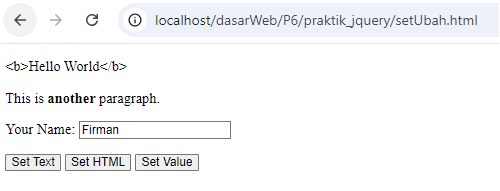 localhost/dasarWeb/P6/praktik_jquery/setUbah.html
<b>Hello World</b>
This is another paragraph.
Your Name: Firman
Set Text Set HTML Set Value